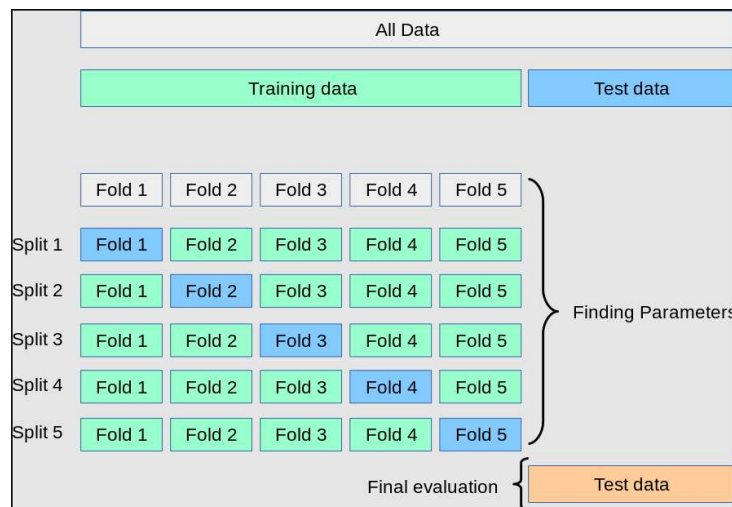 All Data
Training data Test data
Fold 1 Fold 2 Fold 3 Fold 4 Fold 5
Split 1 Fold 1 Fold 2 Fold 3 Fold 4 Fold 5
Split 2 Fold 1 Fold 2 Fold 3 Fold 4 Fold 5
Finding Parameters
Split 3 Fold 1 Fold 2 Fold 3 Fold 4 Fold 5
Split 4 Fold 1 Fold 2 Fold 3 Fold 4 Fold 5
Split 5 Fold 1 Fold 2 Fold 3 Fold 4 Fold 5
Final evaluation Test data